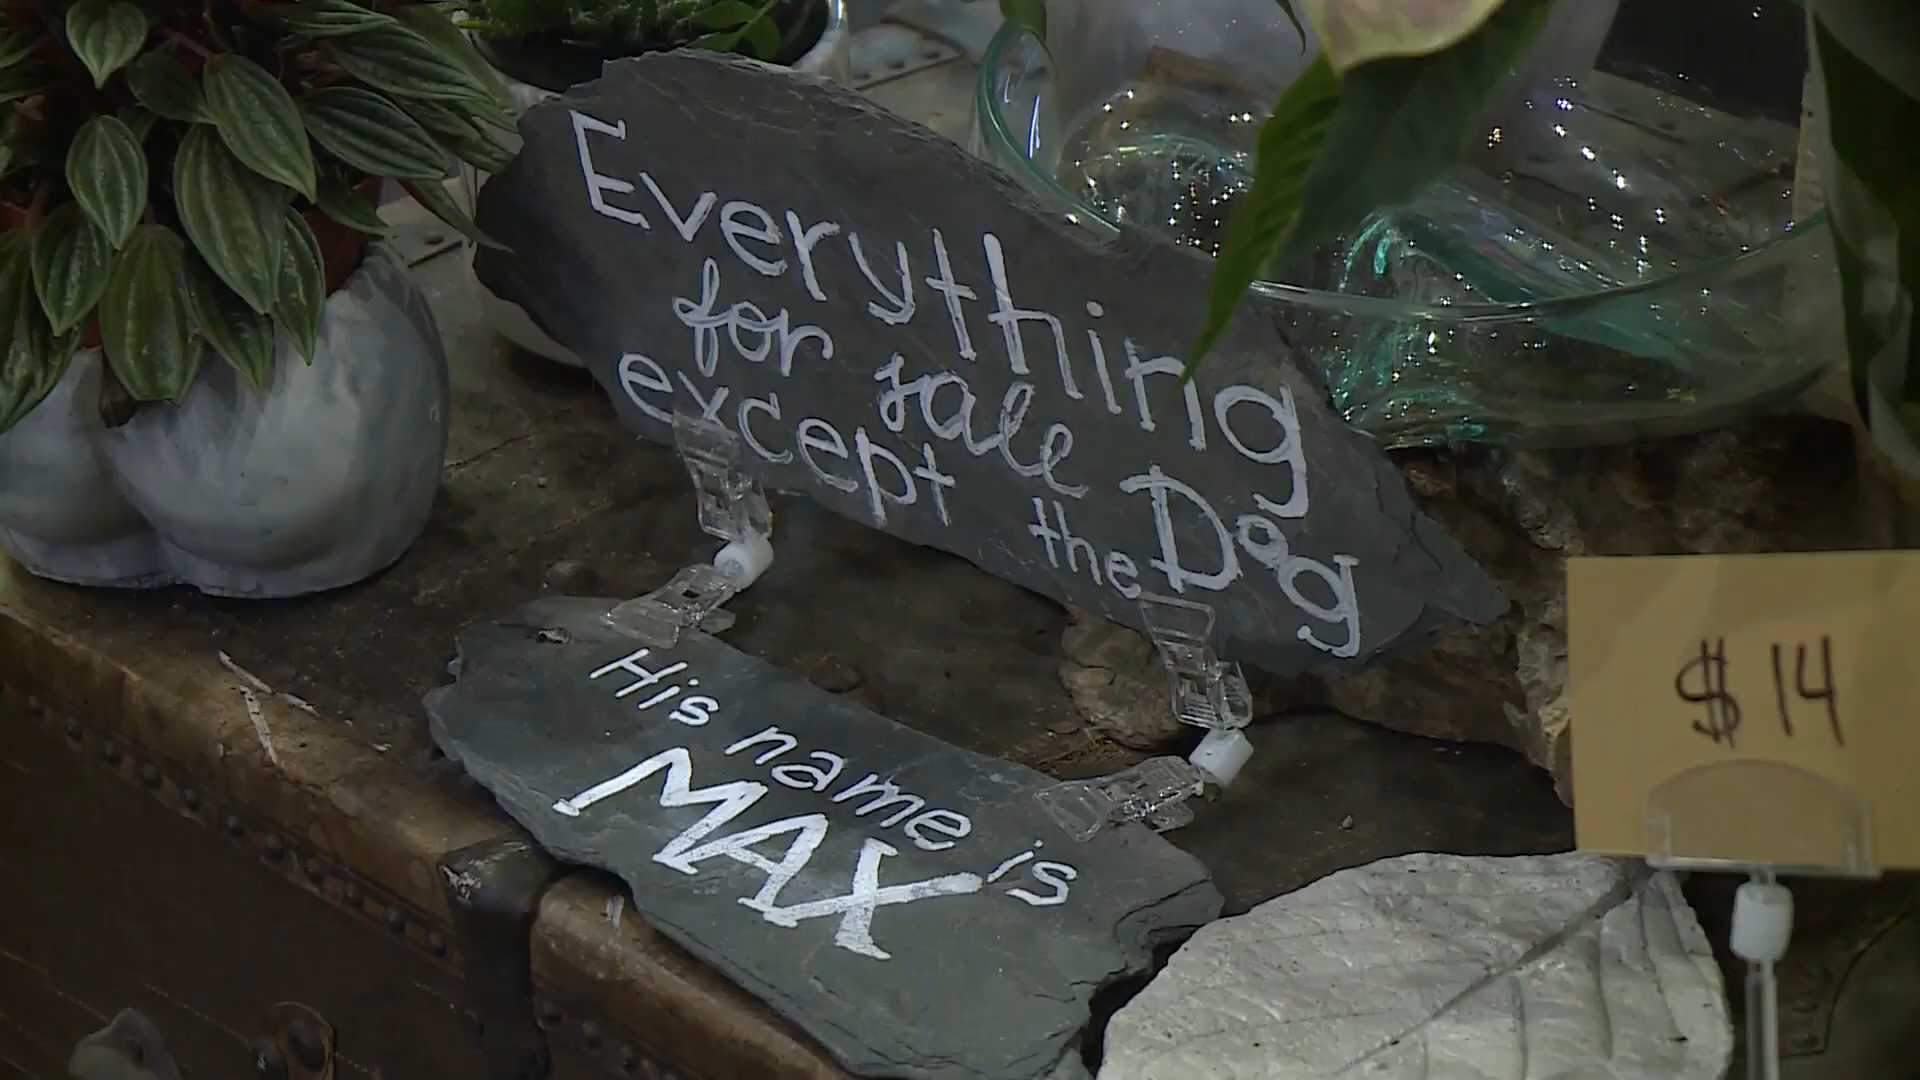 Everything
for sale
except the Dog
His name is
MAX
$14